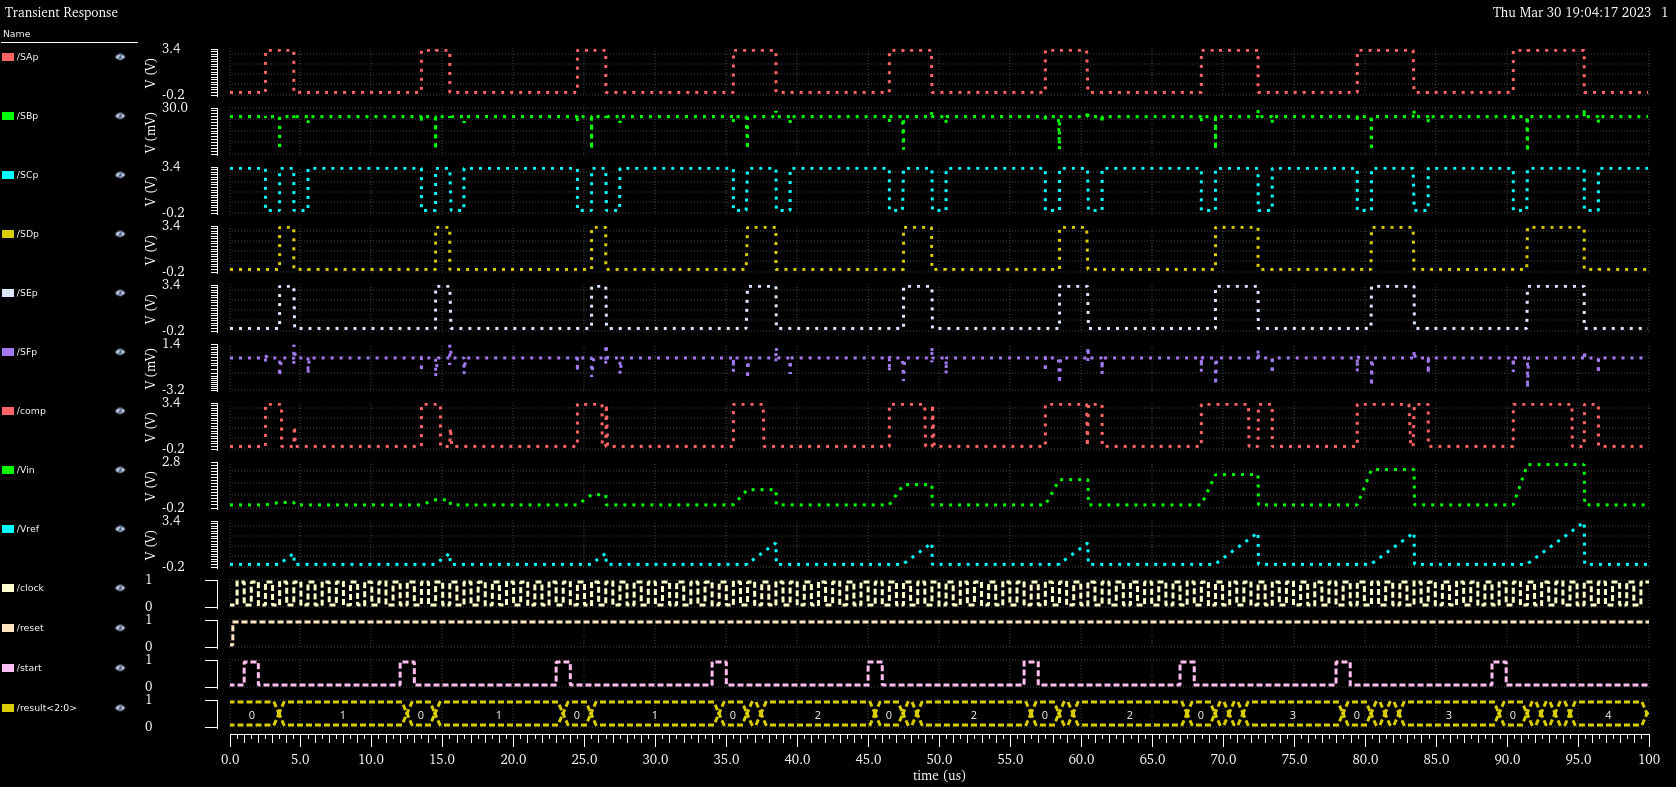 Transient Response
Thu Mar 30 19:04:17 2023 1
Name
/SAp V (V) 3.4 -0.2
/SBp V (mV) 30.0
/SCp V (V) 3.4 -0.2
/SDp V (V) 3.4 -0.2
/SEp V (V) 3.4 -0.2
/SFp V (mV) 1.4 -3.2
/comp V (V) 3.4 -0.2
/Vin V (V) 2.8 -0.2
/Vref V (V) 3.4 -0.2
/clock 1 0
/reset 1 0
/start 1 0
/result<2:0> 1 0
0 1 0 1 0 1 0 2 0 2 0 2 0 3 0 3 0 4
0.0 5.0 10.0 15.0 20.0 25.0 30.0 35.0 40.0 45.0 50.0 55.0 60.0 65.0 70.0 75.0 80.0 85.0 90.0 95.0 100
time (us)